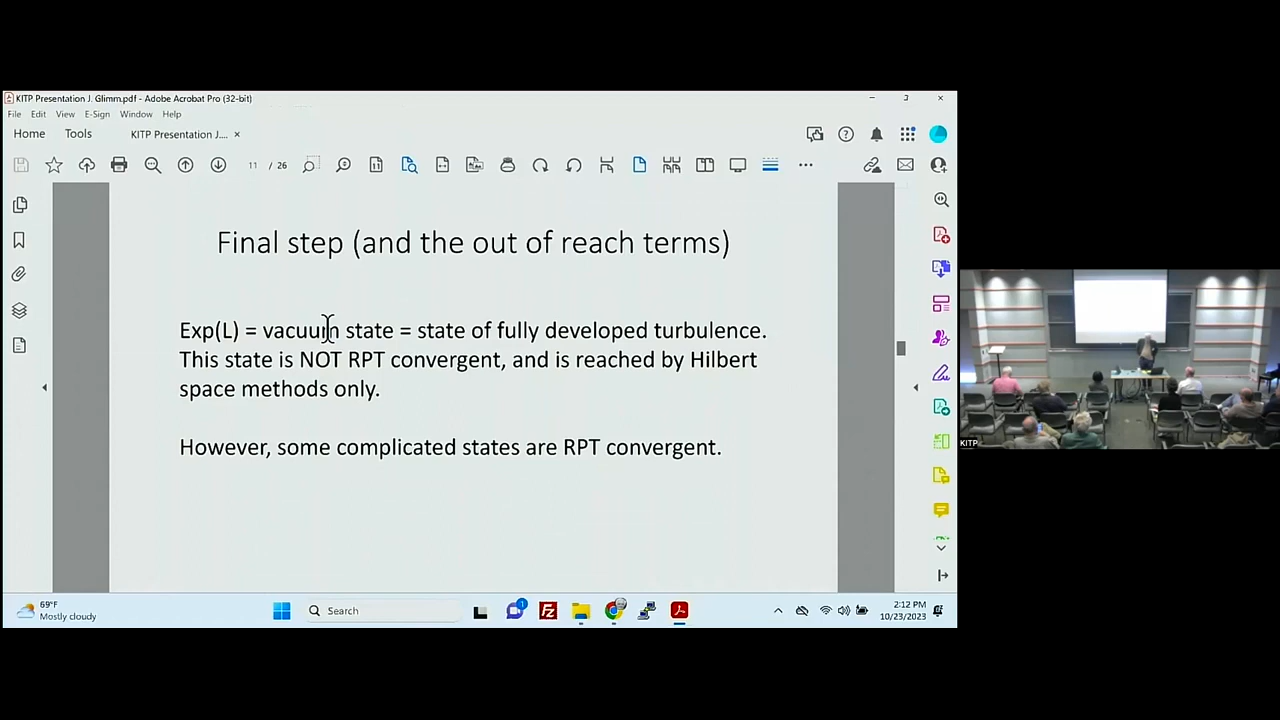 KITP Presentation J. Glimm.pdf - Adobe Acrobat Pro (32-bit)
File Edit View E-Sign Window Help
Home Tools KITP Presentation J.... ×
11 / 26
Final step (and the out of reach terms)
Exp(L) = vacuum state = state of fully developed turbulence.
This state is NOT RPT convergent, and is reached by Hilbert
space methods only.
However, some complicated states are RPT convergent.
KITP
69°F
Mostly cloudy
Search
1
2:12 PM
10/23/2023